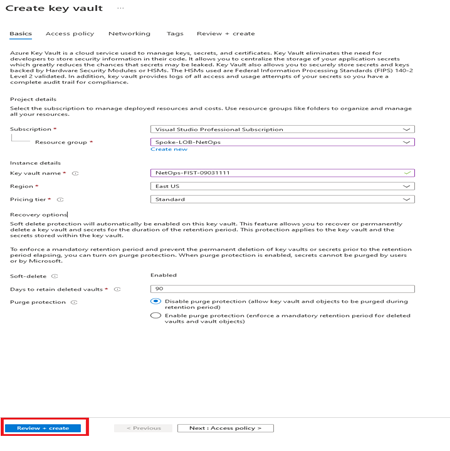 Create key vault ...
Basics Access policy Networking Tags Review + create
Azure Key Vault is a cloud service used to manage keys, secrets, and certificates. Key Vault eliminates the need for
developers to store security information in their code. It allows you to centralize the storage of your application secrets
which greatly reduces the chances that secrets may be leaked. Key Vault also allows you to securely store secrets and keys
backed by Hardware Security Modules or HSMs. The HSMs used are Federal Information Processing Standards (FIPS) 140-2
Level 2 validated. In addition, key vault provides logs of all access and usage attempts of your secrets so you have a
complete audit trail for compliance.
Project details
Select the subscription to manage deployed resources and costs. Use resource groups like folders to organize and manage
all your resources.
Subscription * Visual Studio Professional Subscription
Resource group * Spoke-LOB-NetOps
Create new
Instance details
Key vault name * NetOps-FIST-09031111
Region * East US
Pricing tier * Standard
Recovery options
Soft delete protection will automatically be enabled on this key vault. This feature allows you to recover or permanently
delete a key vault and secrets for the duration of the retention period. This protection applies to the key vault and the
secrets stored within the key vault.
To enforce a mandatory retention period and prevent the permanent deletion of key vaults or secrets prior to the retention
period elapsing, you can turn on purge protection. When purge protection is enabled, secrets cannot be purged by users
or by Microsoft.
Soft-delete Enabled
Days to retain deleted vaults * 90
Purge protection Disable purge protection (allow key vault and objects to be purged during
retention period)
Enable purge protection (enforce a mandatory retention period for deleted
vaults and vault objects)
Review + create < Previous Next : Access policy >